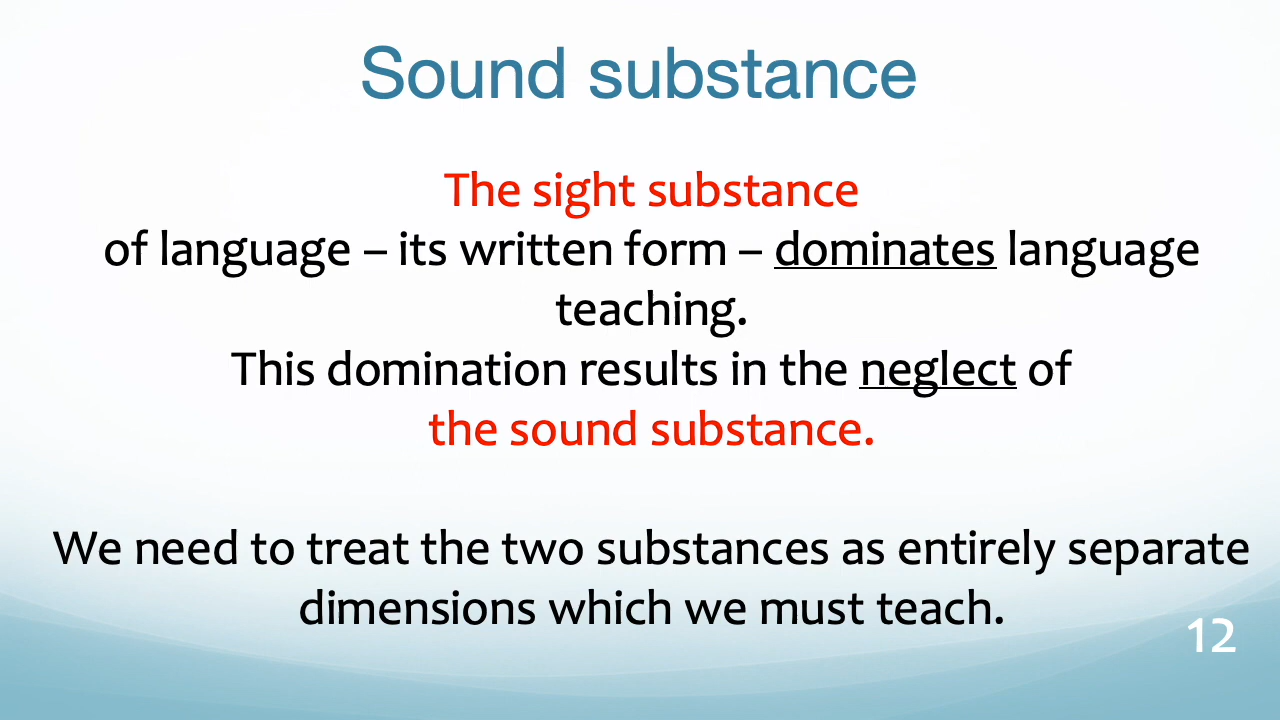 Sound substance
The sight substance
of language – its written form – dominates language
teaching.
This domination results in the neglect of
the sound substance.
We need to treat the two substances as entirely separate
dimensions which we must teach.
12